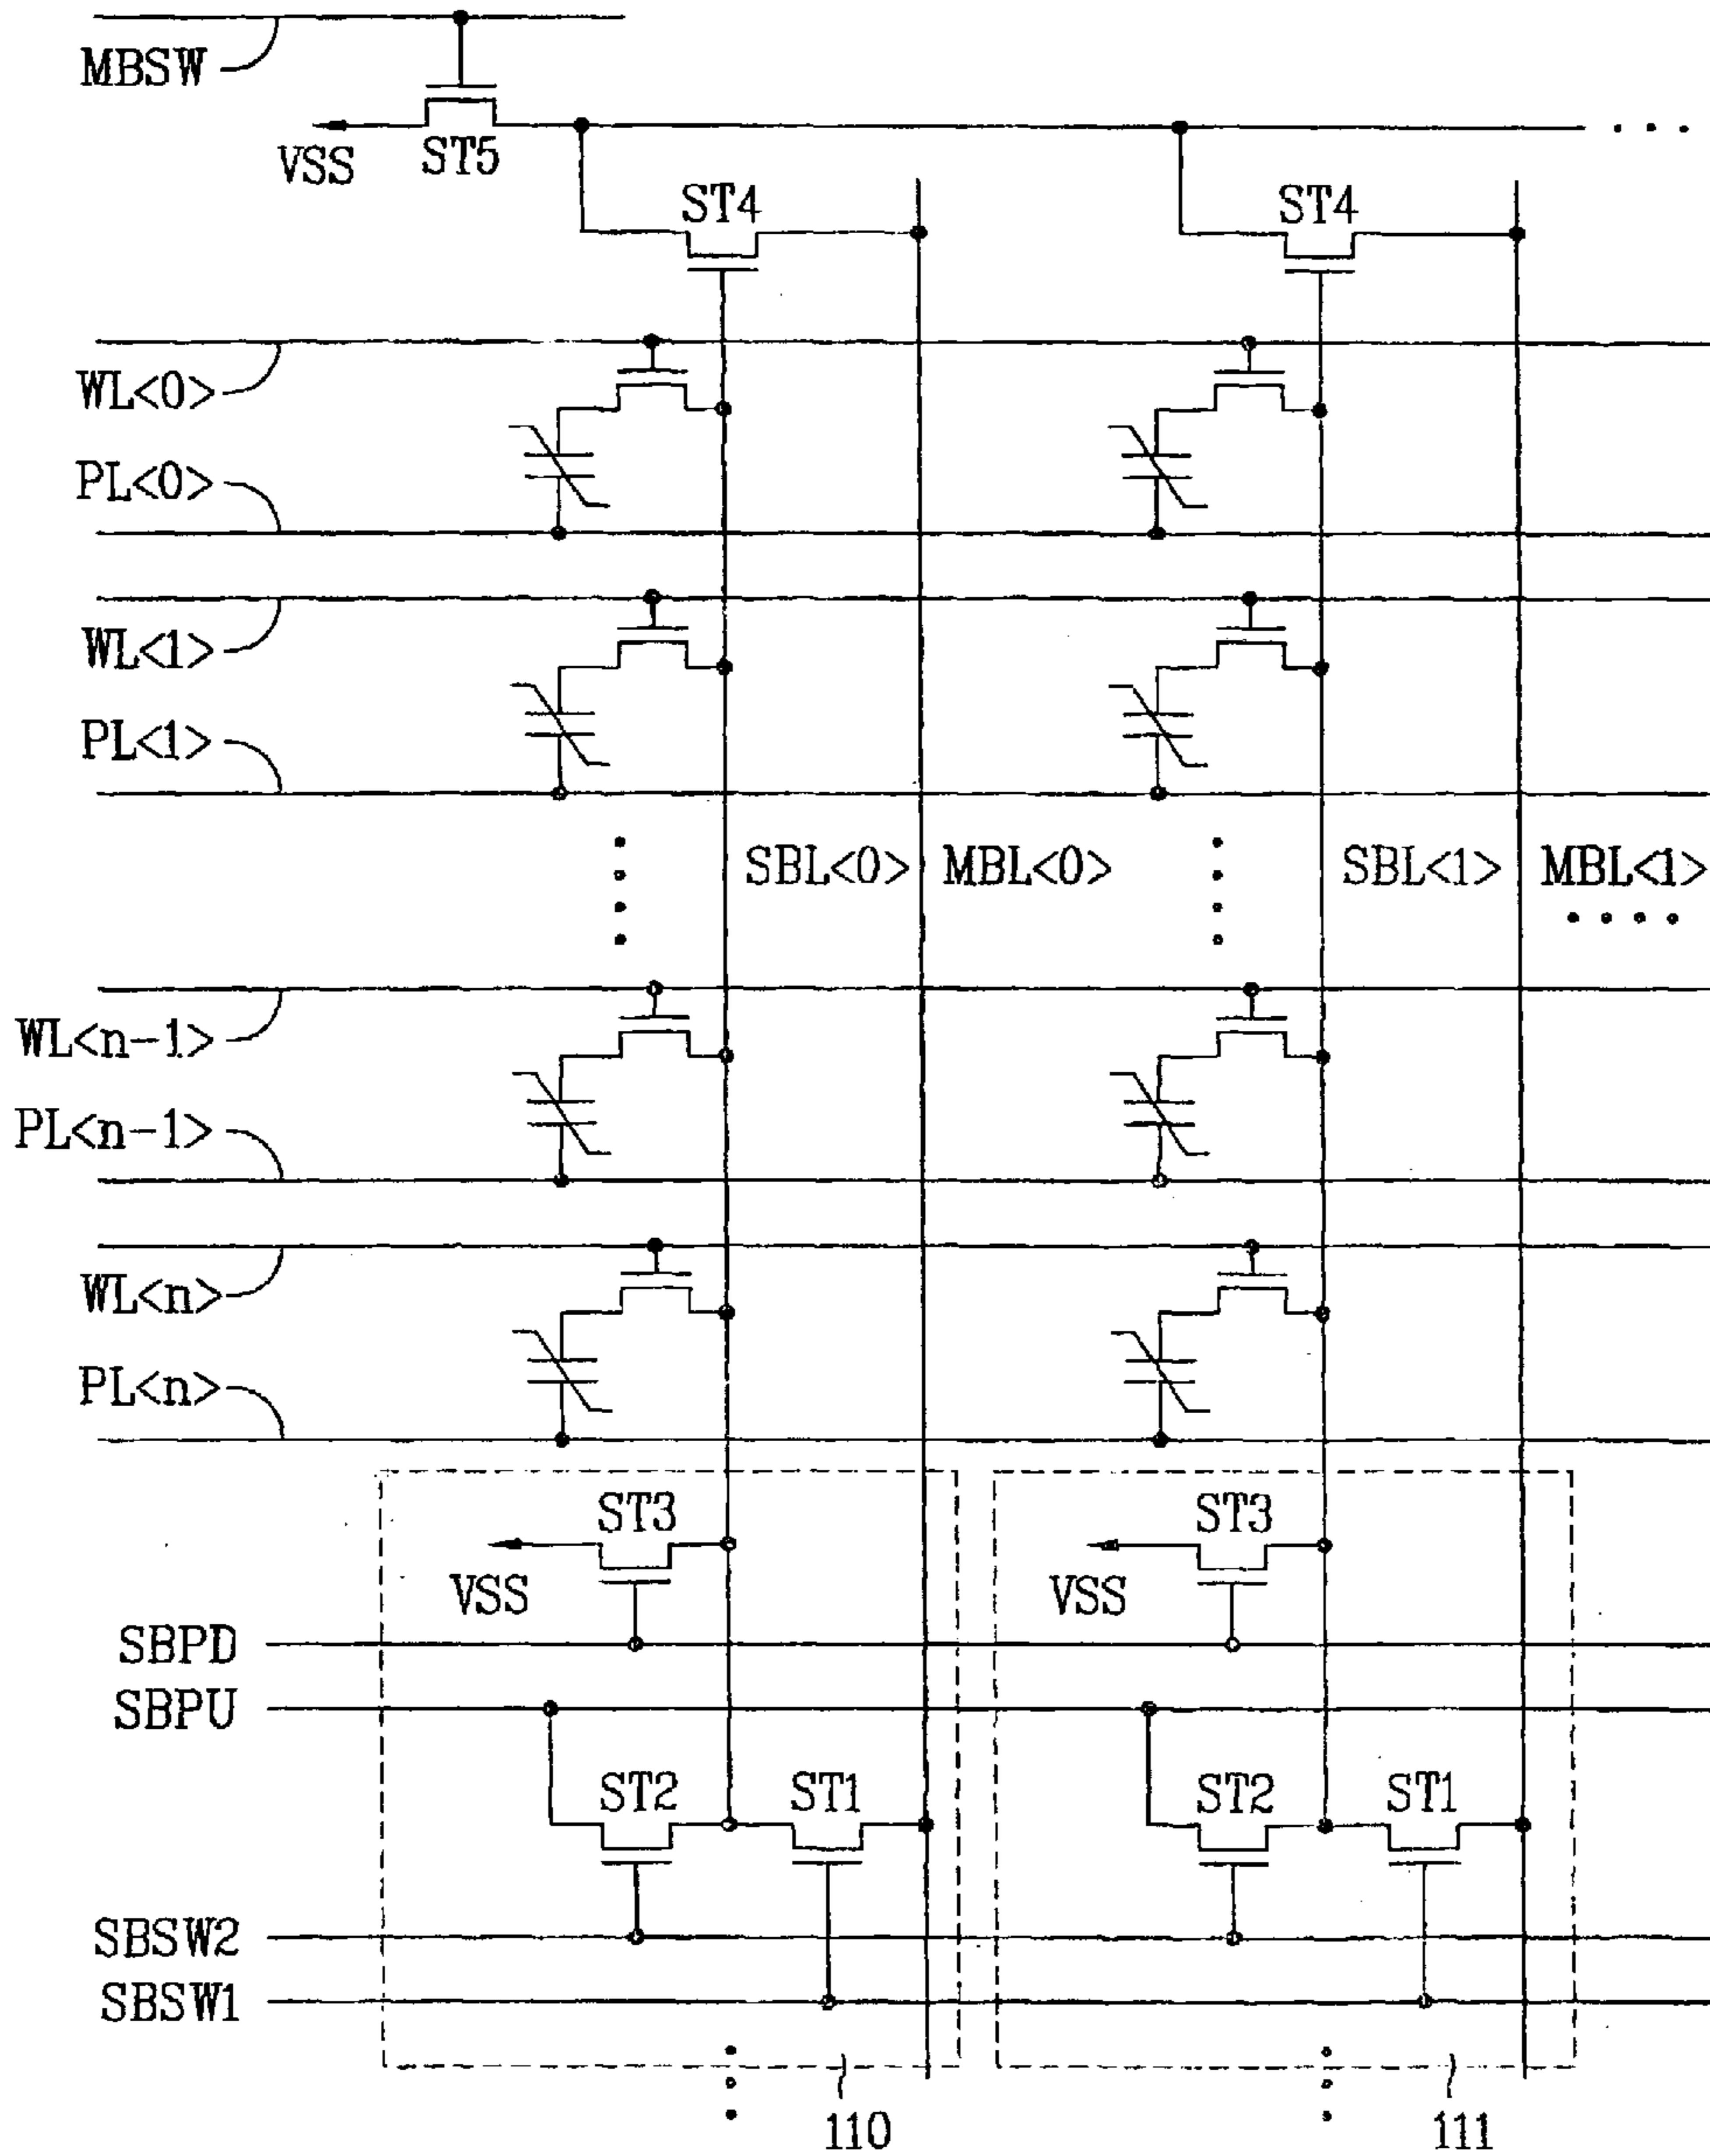 MBSW
VSS
ST5
ST4
ST4
WL<0>
PL<0>
WL<1>
PL<1>
SBL<0>
MBL<0>
SBL<1>
MBL<1>
WL<n-1>
PL<n-1>
WL<n>
PL<n>
ST3
ST3
VSS
VSS
SBPD
SBPU
ST2
ST1
ST2
ST1
SBSW2
SBSW1
110
111